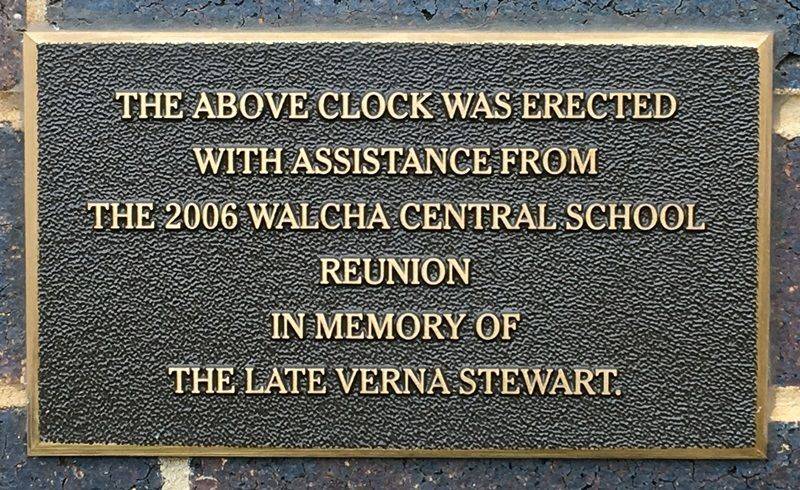 THE ABOVE CLOCK WAS ERECTED
WITH ASSISTANCE FROM
THE 2006 WALCHA CENTRAL SCHOOL
REUNION
IN MEMORY OF
THE LATE VERNA STEWART.